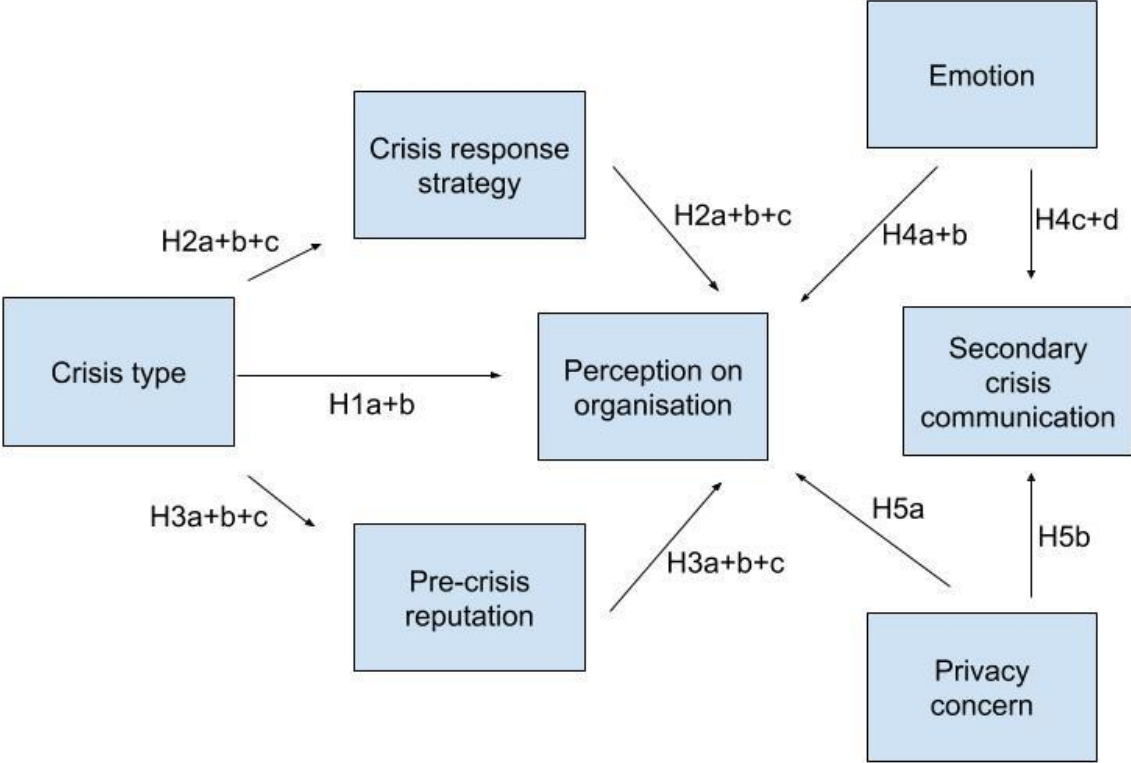 Emotion
Crisis response
strategy
H2a+b+c
H2a+b+c
H4a+b
H4c+d
Crisis type
H1a+b
Perception on
organisation
Secondary
crisis
communication
H3a+b+c
Pre-crisis
reputation
H3a+b+c
H5a
H5b
Privacy
concern